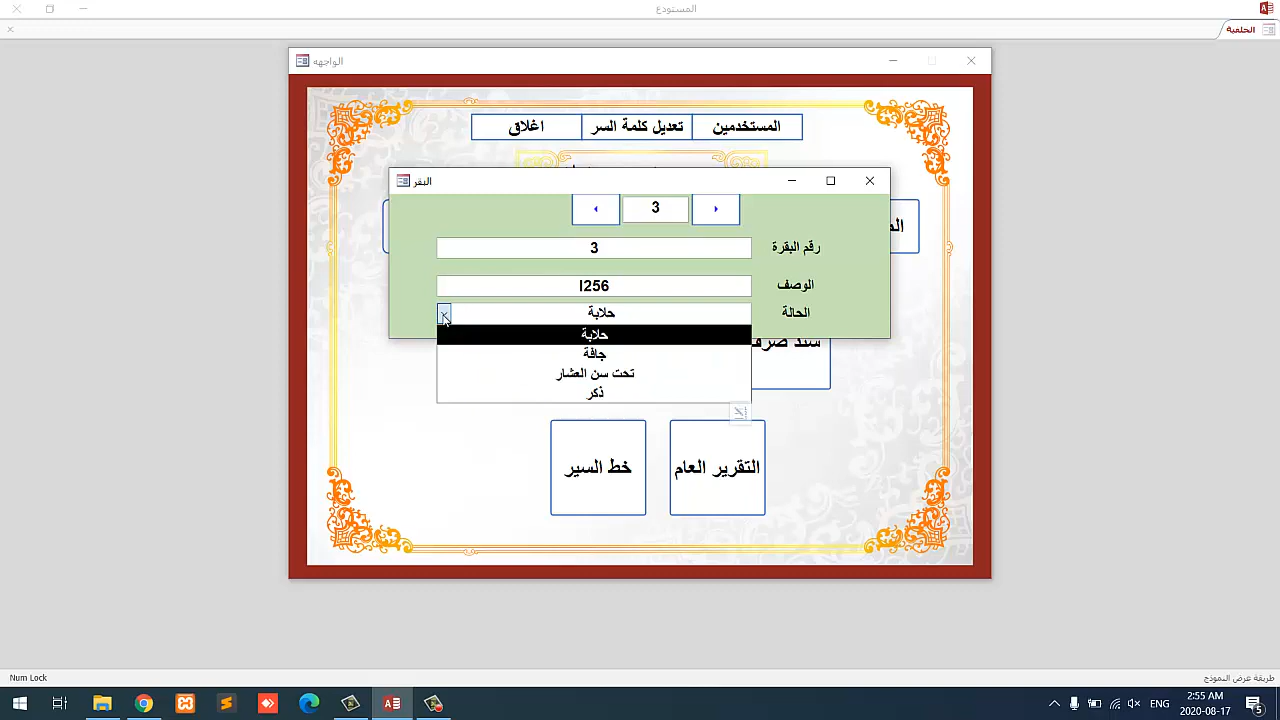 المستودع
الخلفية
الواجهه
المستخدمين
تعديل كلمة السر
اغلاق
البقر
3
رقم البقرة
3
الوصف
I256
الحالة
حلابة
حلابة
جافة
تحت سن العشار
ذكر
سند صرف
التقرير العام
خط السير
Num Lock
طريقة عرض النموذج
ENG
2:55 AM
2020-08-17
5